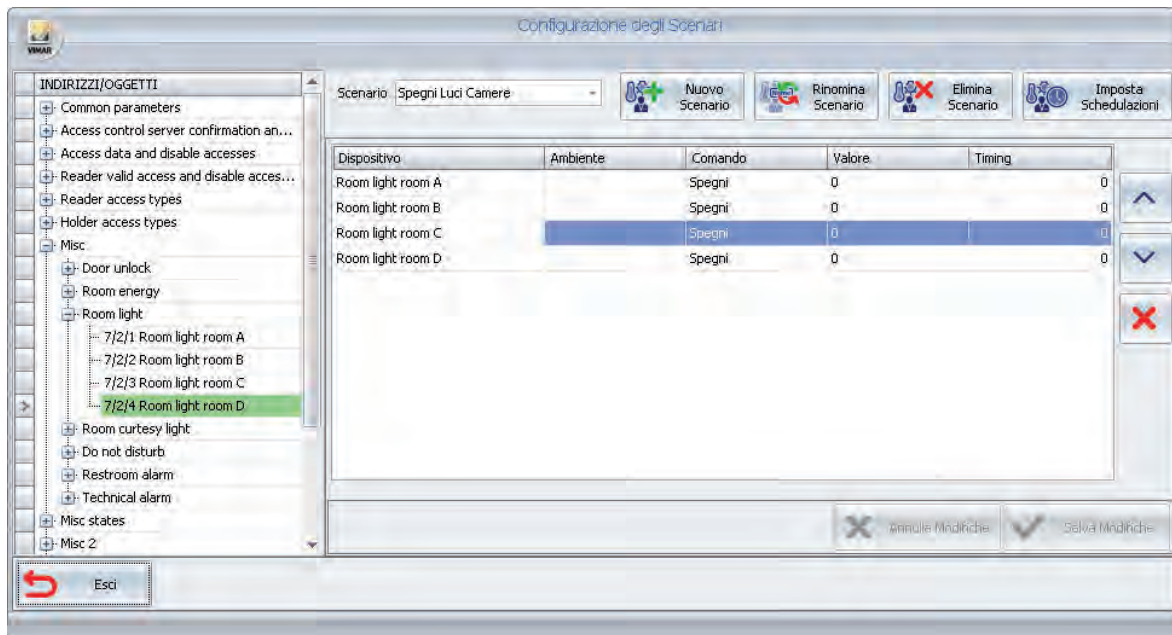 Configurazione degli Scenari
VIMAR
INDIRIZZI/OGGETTI
Common parameters
Access control server confirmation an...
Access data and disable accesses
Reader valid access and disable acces...
Reader access types
Holder access types
Misc
Door unlock
Room energy
Room light
7/2/1 Room light room A
7/2/2 Room light room B
7/2/3 Room light room C
7/2/4 Room light room D
Room curtesy light
Do not disturb
Restroom alarm
Technical alarm
Misc states
Misc 2
Scenario Spegni Luci Camere
Nuovo
Scenario
Rinomina
Scenario
Elimina
Scenario
Imposta
Schedulazioni
Dispositivo Ambiente Comando Valore Timing
Room light room A Spegni 0 0
Room light room B Spegni 0 0
Room light room C Spegni 0 0
Room light room D Spegni 0 0
Annulla Modifiche Salva Modifiche
Esci